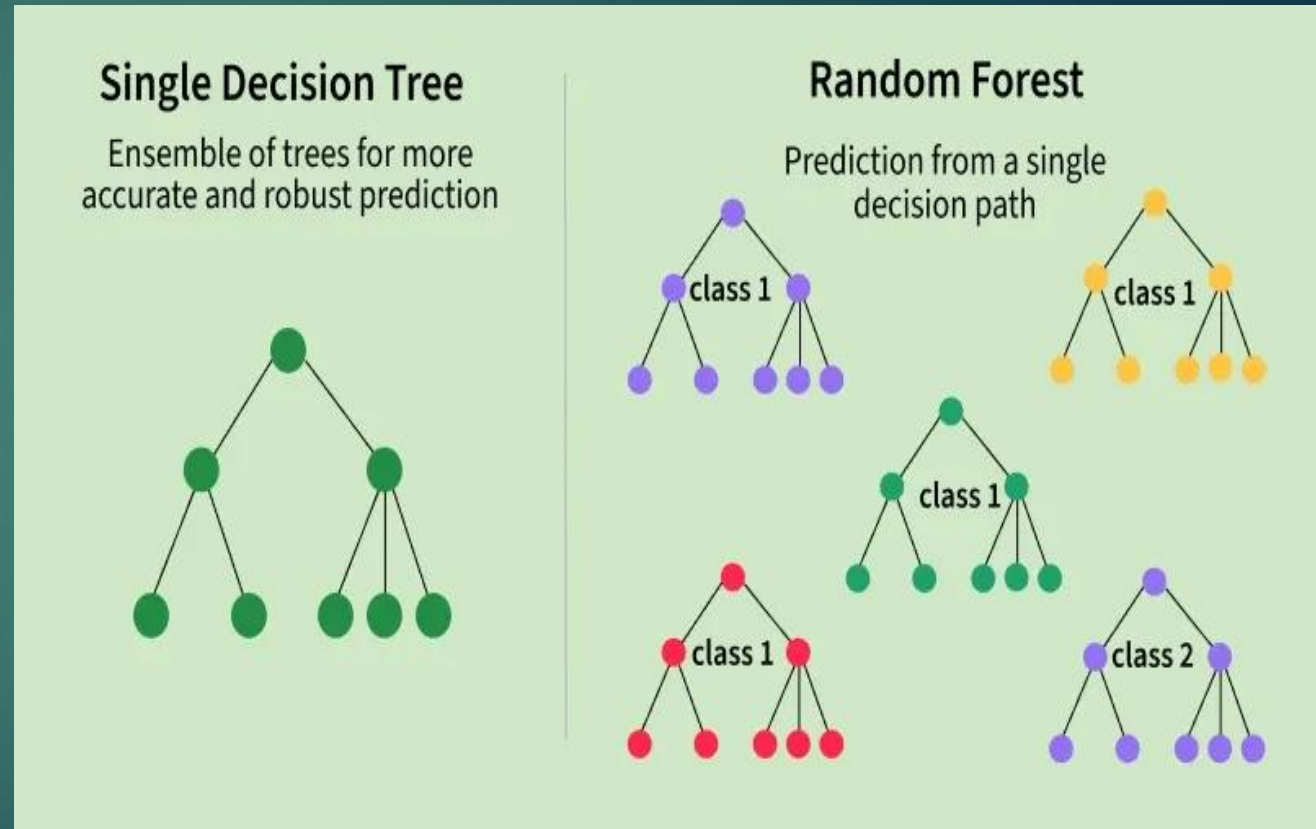 Single Decision Tree
Ensemble of trees for more
accurate and robust prediction
Random Forest
Prediction from a single
decision path
class 1
class 1
class 1
class 1
class 2